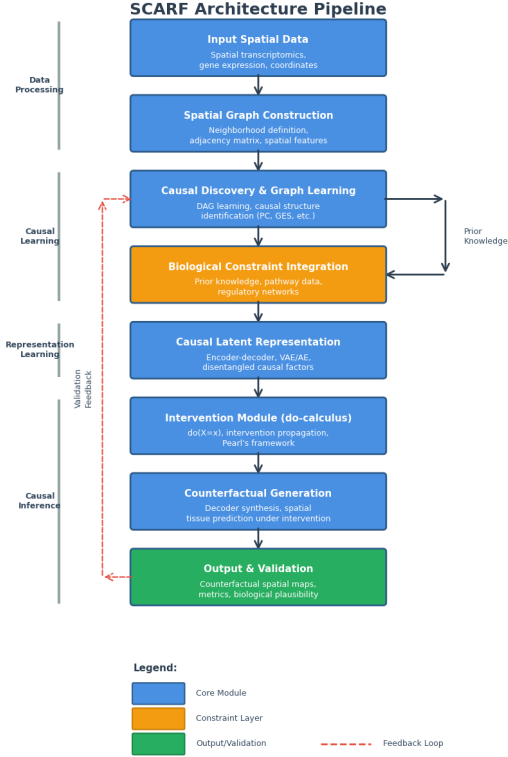 SCARF Architecture Pipeline
Input Spatial Data
Spatial transcriptomics,
gene expression, coordinates
Data
Processing
Spatial Graph Construction
Neighborhood definition,
adjacency matrix, spatial features
Causal Discovery & Graph Learning
DAG learning, causal structure
identification (PC, GES, etc.)
Causal
Learning
Prior
Knowledge
Biological Constraint Integration
Prior knowledge, pathway data,
regulatory networks
Causal Latent Representation
Encoder-decoder, VAE/AE,
disentangled causal factors
Representation
Learning
Validation
Feedback
Intervention Module (do-calculus)
do(X=x), intervention propagation,
Pearl's framework
Counterfactual Generation
Decoder synthesis, spatial
tissue prediction under intervention
Causal
Inference
Output & Validation
Counterfactual spatial maps,
metrics, biological plausibility
Legend:
Core Module
Constraint Layer
Output/Validation
Feedback Loop